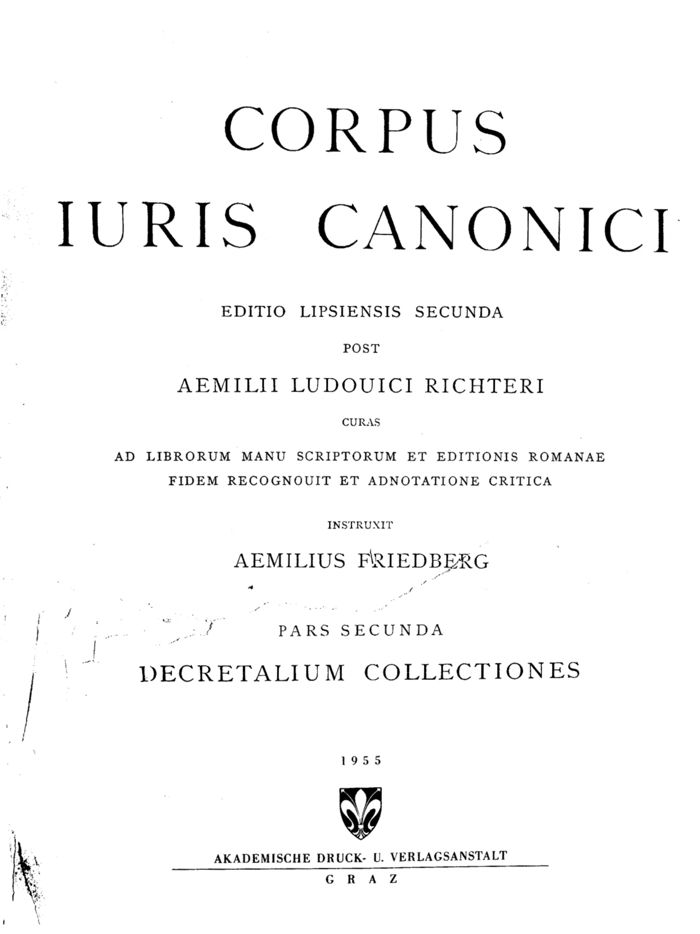 CORPUS
IURIS CANONICI
EDITIO LIPSIENSIS SECUNDA
POST
AEMILII LUDOUICI RICHTERI
CURAS
AD LIBRORUM MANU SCRIPTORUM ET EDITIONIS ROMANAE
FIDEM RECOGNOUIT ET ADNOTATIONE CRITICA
INSTRUXIT
AEMILIUS FRIEDBERG
PARS SECUNDA
DECRETALIUM COLLECTIONES
1955
AKADEMISCHE DRUCK- U. VERLAGSANSTALT
GRAZ